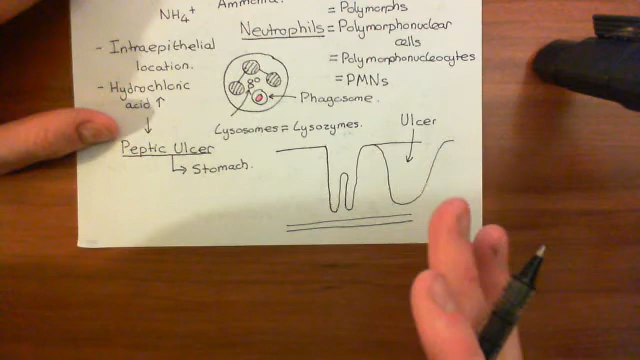 Ammonia.
NH4+
= Polymorphs
Neutrophils = Polymorphonuclear
cells
= Polymorphonucleocytes
= PMNs
- Intraepithelial
location.
- Hydrochloric
acid ↑
↓
Peptic Ulcer
→ Stomach.
Phagosome.
Lysosomes = Lysozymes.
Ulcer